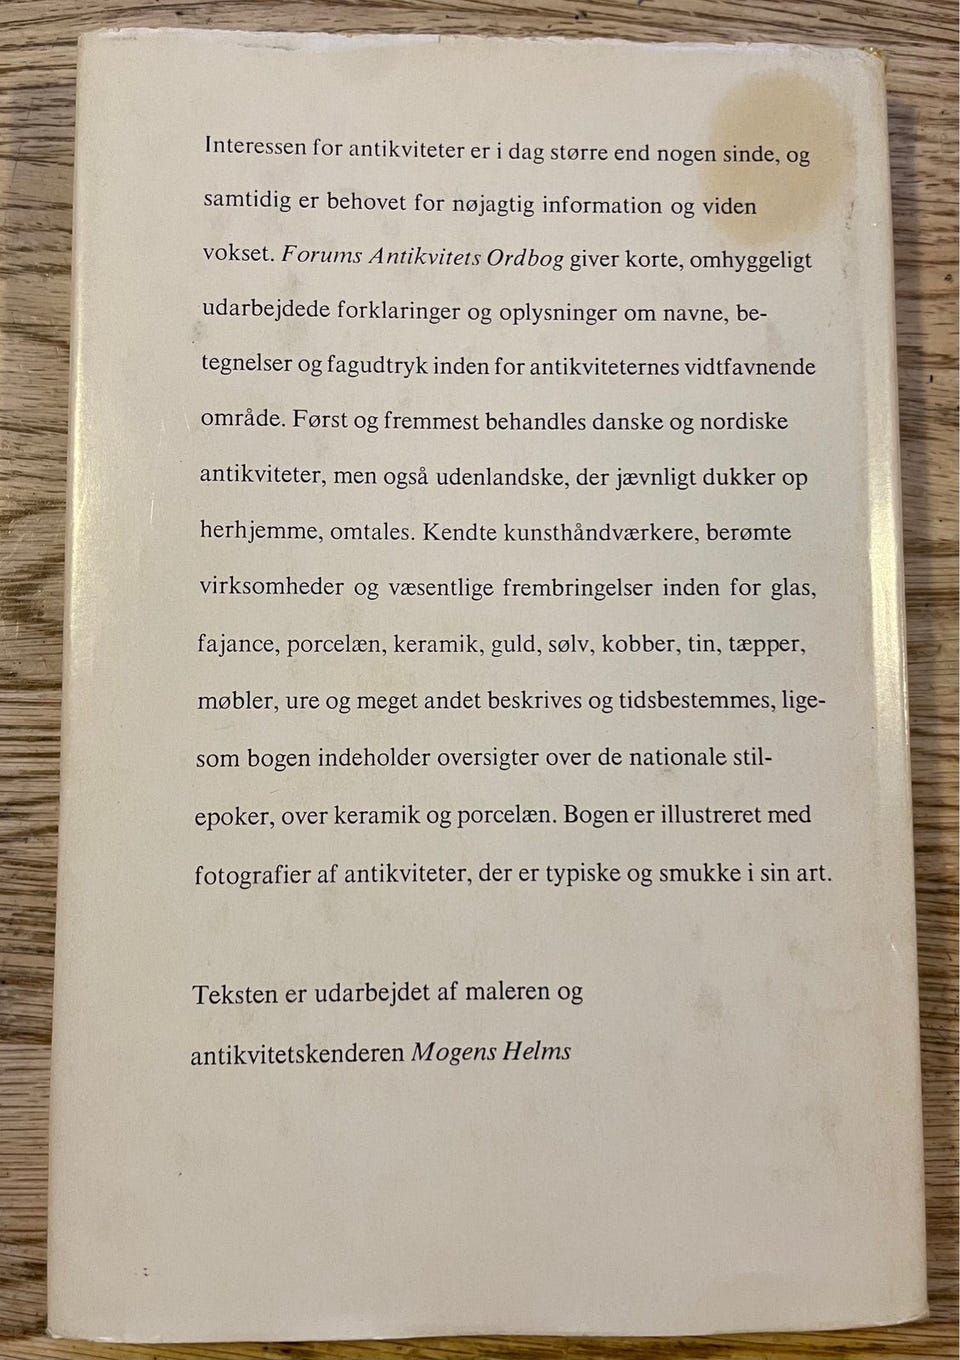 Interessen for antikviteter er i dag større end nogen sinde, og
samtidig er behovet for nøjagtig information og viden
vokset. Forums Antikvitets Ordbog giver korte, omhyggeligt
udarbejdede forklaringer og oplysninger om navne, be-
tegnelser og fagudtryk inden for antikviteternes vidtfavnende
område. Først og fremmest behandles danske og nordiske
antikviteter, men også udenlandske, der jævnligt dukker op
herhjemme, omtales. Kendte kunsthåndværkere, berømte
virksomheder og væsentlige frembringelser inden for glas,
fajance, porcelæn, keramik, guld, sølv, kobber, tin, tæpper,
møbler, ure og meget andet beskrives og tidsbestemmes, lige-
som bogen indeholder oversigter over de nationale stil-
epoker, over keramik og porcelæn. Bogen er illustreret med
fotografier af antikviteter, der er typiske og smukke i sin art.
Teksten er udarbejdet af maleren og
antikvitetskenderen Mogens Helms